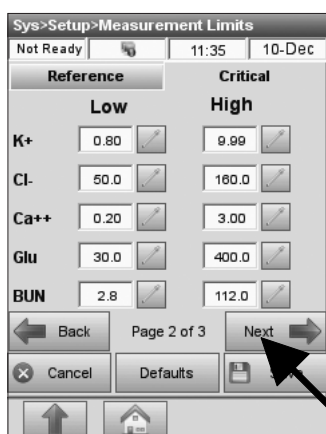 Sys>Setup>Measurement Limits
Not Ready 11:35 10-Dec
Reference Critical
Low High
K+ 0.80 9.99
Cl- 50.0 160.0
Ca++ 0.20 3.00
Glu 30.0 400.0
BUN 2.8 112.0
Back Page 2 of 3 Next
Cancel Defaults